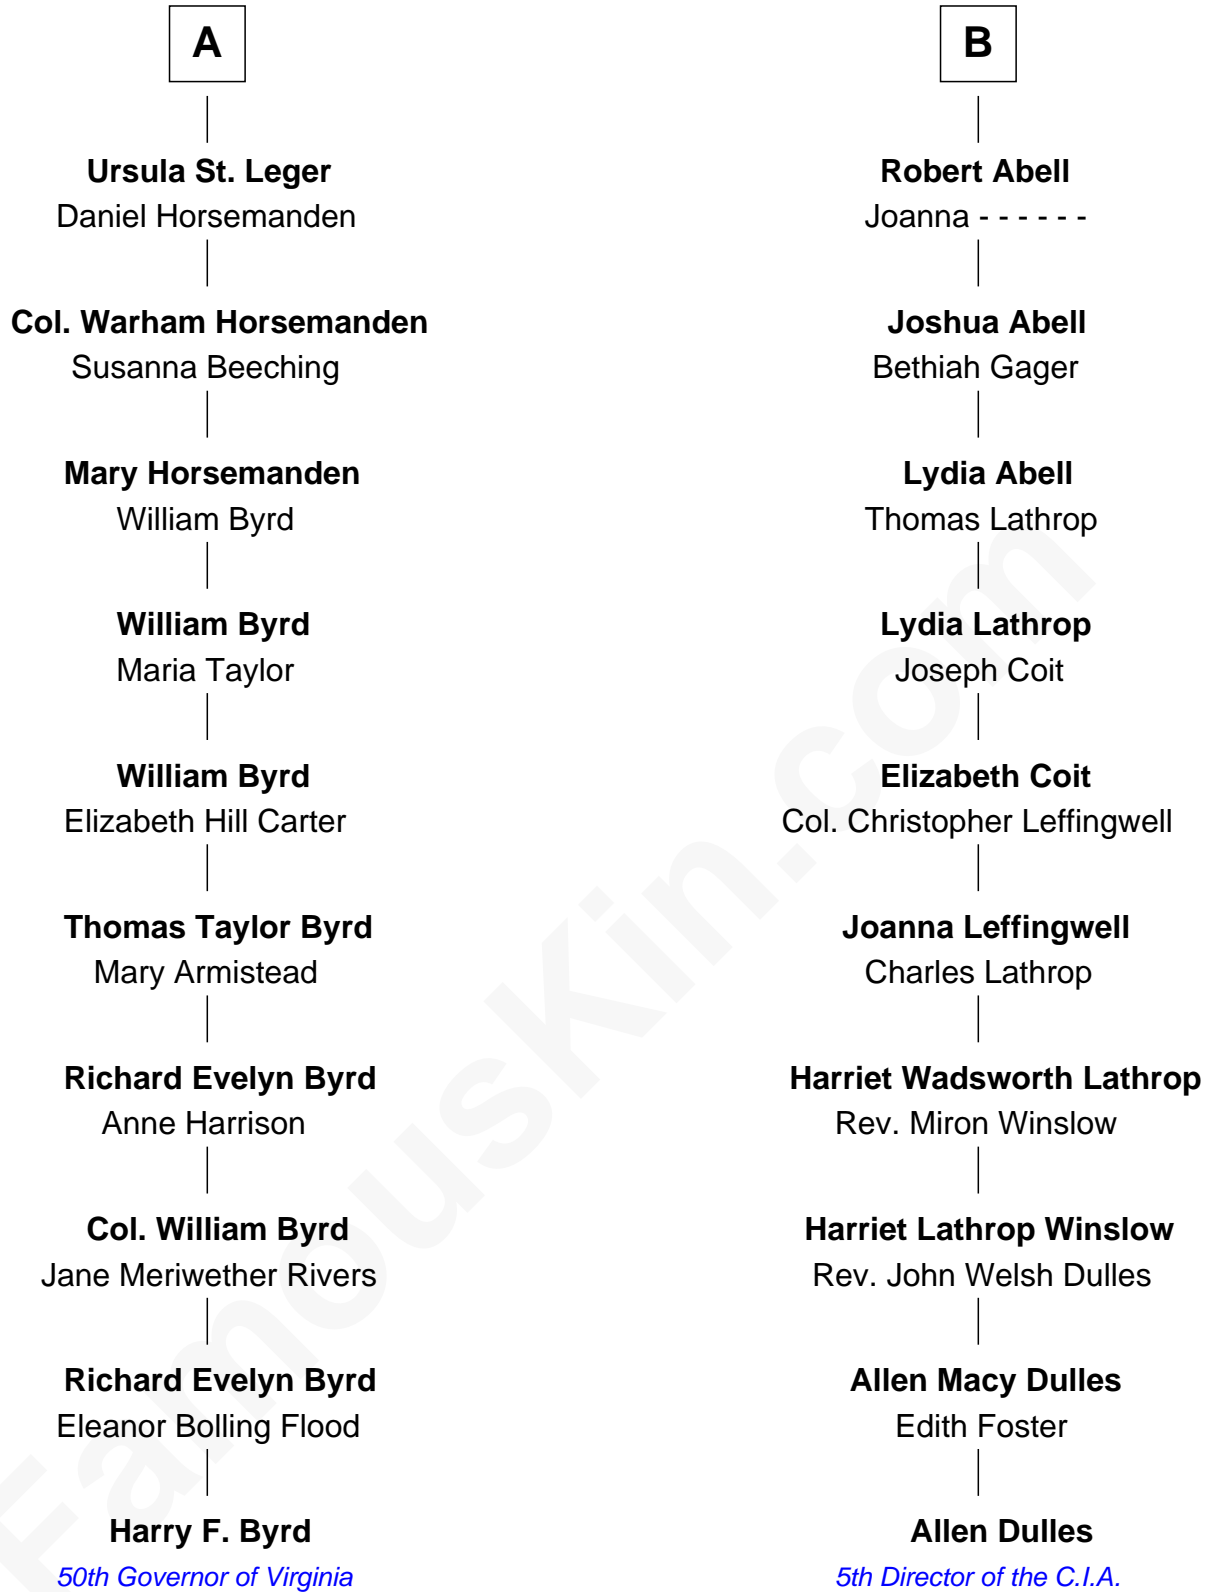 A
Ursula St. Leger
Daniel Horsemanden
Col. Warham Horsemanden
Susanna Beeching
Mary Horsemanden
William Byrd
William Byrd
Maria Taylor
William Byrd
Elizabeth Hill Carter
Thomas Taylor Byrd
Mary Armistead
Richard Evelyn Byrd
Anne Harrison
Col. William Byrd
Jane Meriwether Rivers
Richard Evelyn Byrd
Eleanor Bolling Flood
Harry F. Byrd
50th Governor of Virginia
B
Robert Abell
Joanna - - - - - -
Joshua Abell
Bethiah Gager
Lydia Abell
Thomas Lathrop
Lydia Lathrop
Joseph Coit
Elizabeth Coit
Col. Christopher Leffingwell
Joanna Leffingwell
Charles Lathrop
Harriet Wadsworth Lathrop
Rev. Miron Winslow
Harriet Lathrop Winslow
Rev. John Welsh Dulles
Allen Macy Dulles
Edith Foster
Allen Dulles
5th Director of the C.I.A.
FamousKin.com